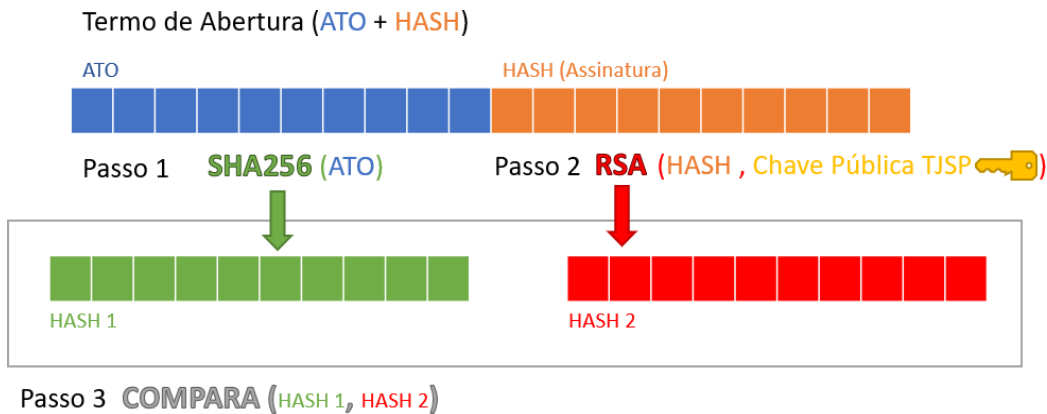 Termo de Abertura (ATO + HASH)
ATO
HASH (Assinatura)
Passo 1 SHA256 (ATO)
Passo 2 RSA (HASH , Chave Pública TJSP )
HASH 1
HASH 2
Passo 3 COMPARA (HASH 1, HASH 2)